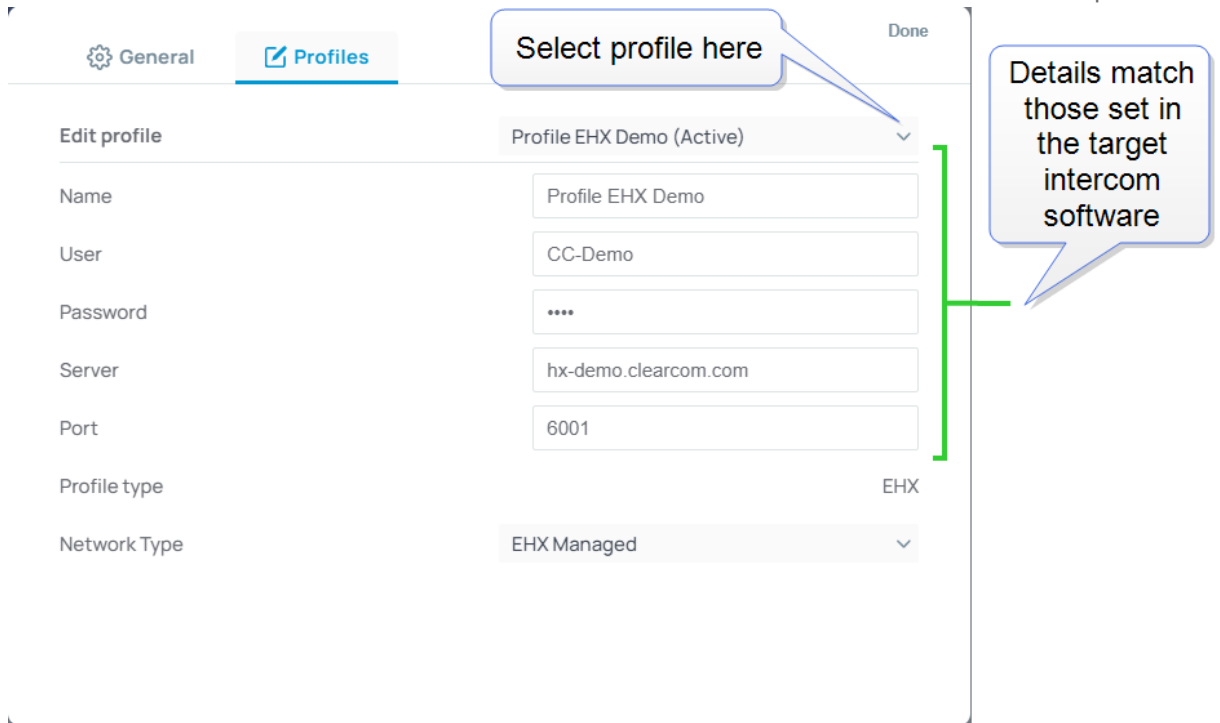 General
Profiles
Select profile here
Done
Details match
those set in
the target
intercom
software
Edit profile
Profile EHX Demo (Active)
Name
Profile EHX Demo
User
CC-Demo
Password
••••
Server
hx-demo.clearcom.com
Port
6001
Profile type
EHX
Network Type
EHX Managed